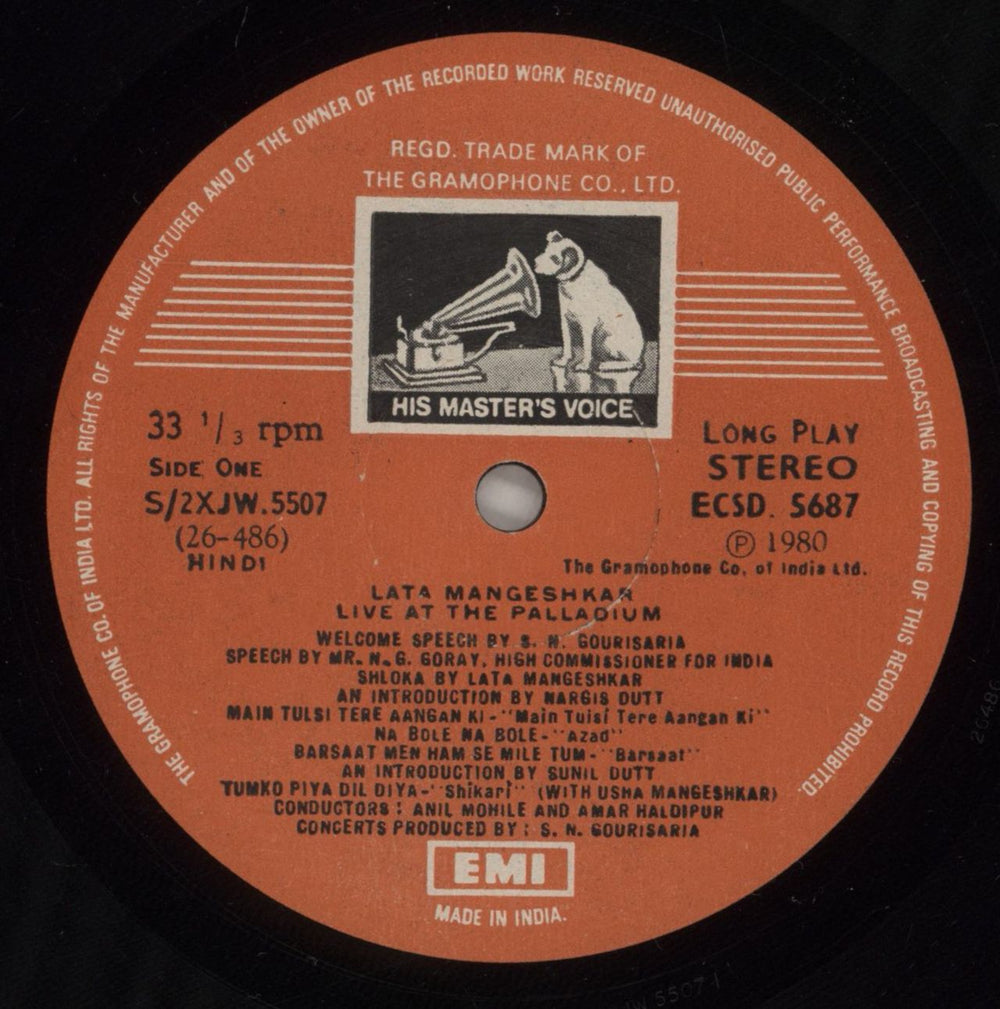 THE GRAMOPHONE CO. OF INDIA LTD. ALL RIGHTS OF THE MANUFACTURER AND OF THE OWNER OF THE RECORDED WORK RESERVED UNAUTHORISED PUBLIC PERFORMANCE BROADCASTING AND COPYING OF THIS RECORD PROHIBITED.
REGD. TRADE MARK OF
THE GRAMOPHONE CO., LTD.
HIS MASTER'S VOICE
33 1/3 rpm
SIDE ONE
S/2XJW.5507
(26-486)
HINDI
LONG PLAY
STEREO
ECSD. 5687
Ⓟ 1980
The Gramophone Co. of India Ltd.
LATA MANGESHKAR
LIVE AT THE PALLADIUM
WELCOME SPEECH BY S. N. GOURISARIA
SPEECH BY MR. N. G. GORAY, HIGH COMMISSIONER FOR INDIA
SHLOKA BY LATA MANGESHKAR
AN INTRODUCTION BY NARGIS DUTT
MAIN TULSI TERE AANGAN KI - "Main Tulsi Tere Aangan Ki"
NA BOLE NA BOLE - "Azad"
BARSAAT MEN HAM SE MILE TUM - "Barsaat"
AN INTRODUCTION BY SUNIL DUTT
TUMKO PIYA DIL DIYA - "Shikari" (WITH USHA MANGESHKAR)
CONDUCTORS : ANIL MOHILE AND AMAR HALDIPUR
CONCERTS PRODUCED BY : S. N. GOURISARIA
EMI
MADE IN INDIA.